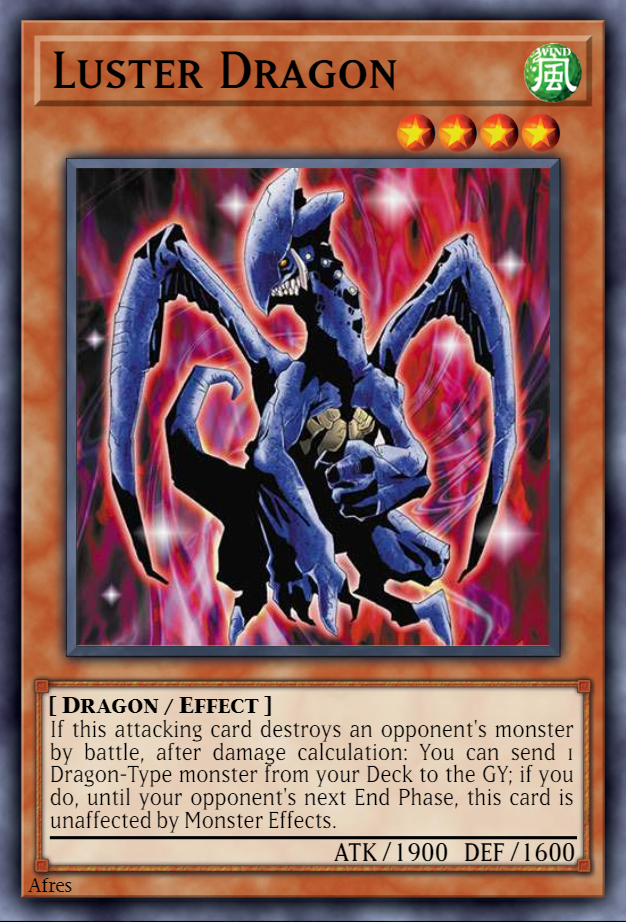 Luster Dragon
WIND
風
[ Dragon / Effect ]
If this attacking card destroys an opponent's monster
by battle, after damage calculation: You can send 1
Dragon-Type monster from your Deck to the GY; if you
do, until your opponent's next End Phase, this card is
unaffected by Monster Effects.
ATK / 1900 DEF / 1600
Afres